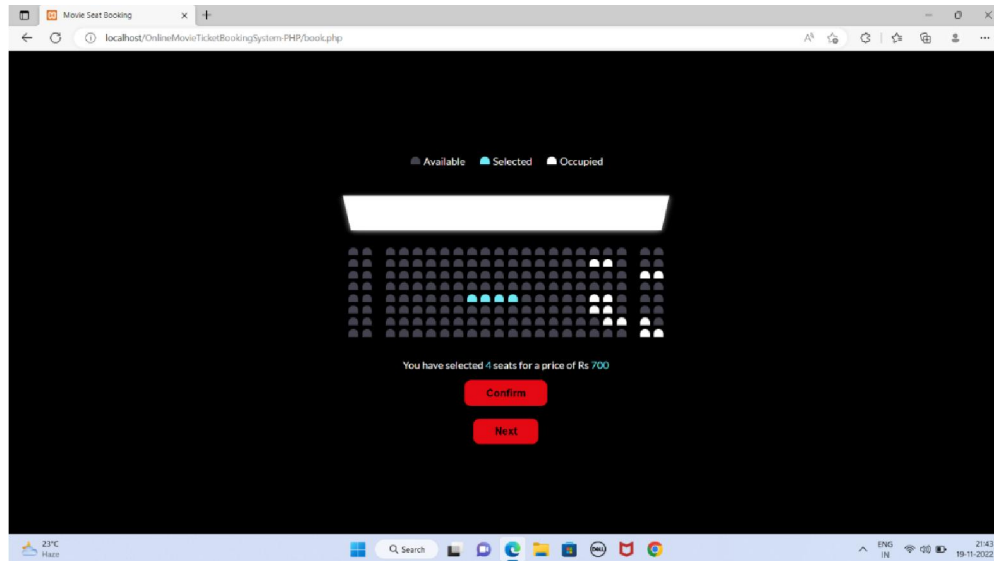 Movie Seat Booking
localhost/OnlineMovieTicketBookingSystem-PHP/book.php
Available Selected Occupied
You have selected 4 seats for a price of Rs 700
Confirm
Next
23°C
Haze
Search
DELL
ENG
IN
21:43
19-11-2022